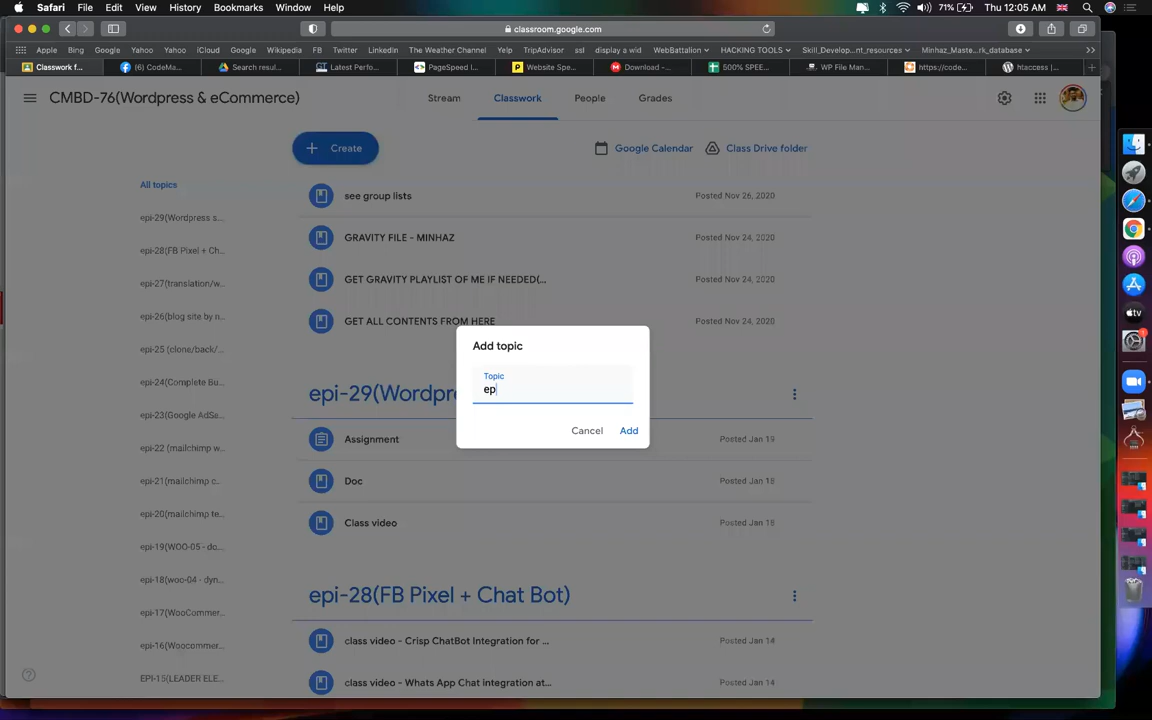 Safari File Edit View History Bookmarks Window Help 71% Thu 12:05 AM
classroom.google.com
Apple Bing Google Yahoo Yahoo iCloud Google Wikipedia FB Twitter LinkedIn The Weather Channel Yelp TripAdvisor ssl display a wid WebBattalion HACKING TOOLS Skill_Develop...nt_resources Minhaz_Maste...rk_database
Classwork f... (6) CodeMa... Search resul... Latest Perfo... PageSpeed I... Website Spe... Download -... 500% SPEE... WP File Man... https://code... htaccess |...
CMBD-76(Wordpress & eCommerce) Stream Classwork People Grades
Create Google Calendar Class Drive folder
All topics
epi-29(Wordpress s...
epi-28(FB Pixel + Ch...
epi-27(translation/w...
epi-26(blog site by n...
epi-25 (clone/back/...
epi-24(Complete Bu...
epi-23(Google AdSe...
epi-22 (mailchimp w...
epi-21(mailchimp c...
epi-20(mailchimp te...
epi-19(WOO-05 - do...
epi-18(woo-04 - dyn...
epi-17(WooCommer...
epi-16(Woocommer...
EPI-15(LEADER ELE...
see group lists Posted Nov 26, 2020
GRAVITY FILE - MINHAZ Posted Nov 24, 2020
GET GRAVITY PLAYLIST OF ME IF NEEDED(... Posted Nov 24, 2020
GET ALL CONTENTS FROM HERE Posted Nov 24, 2020
Add topic
Topic
ep
Cancel Add
epi-29(Wordpr
Assignment Posted Jan 19
Doc Posted Jan 18
Class video Posted Jan 18
epi-28(FB Pixel + Chat Bot)
class video - Crisp ChatBot Integration for ... Posted Jan 14
class video - Whats App Chat integration at... Posted Jan 14